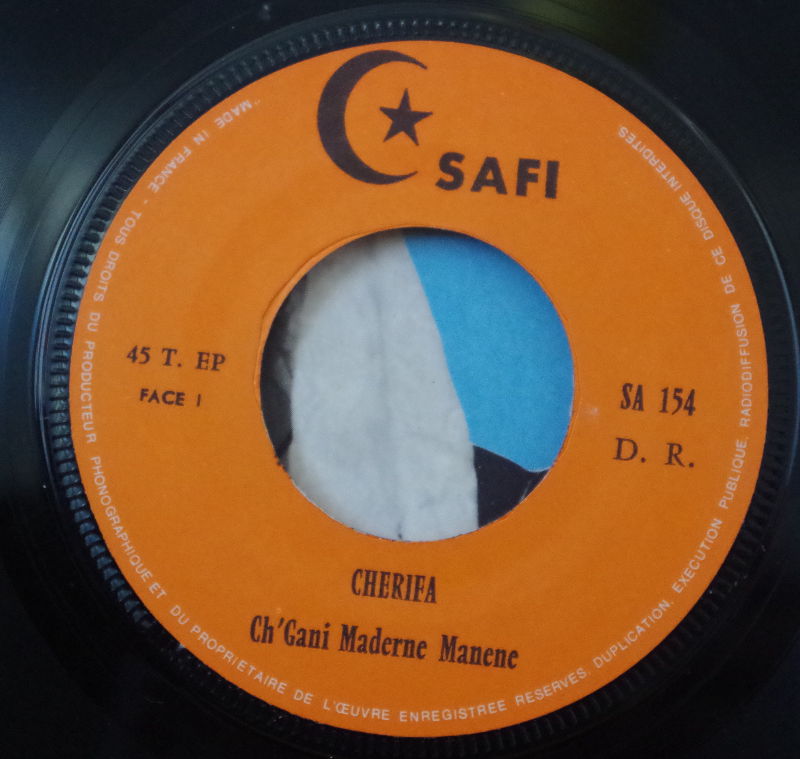 SAFI
45 T. EP
FACE I
SA 154
D. R.
CHERIFA
Ch'Gani Maderne Manene
MADE IN FRANCE - TOUS DROITS DU PRODUCTEUR PHONOGRAPHIQUE ET DU PROPRIETAIRE DE L'ŒUVRE ENREGISTREE RESERVES. DUPLICATION. EXECUTION PUBLIQUE. RADIODIFFUSION DE CE DISQUE INTERDITES